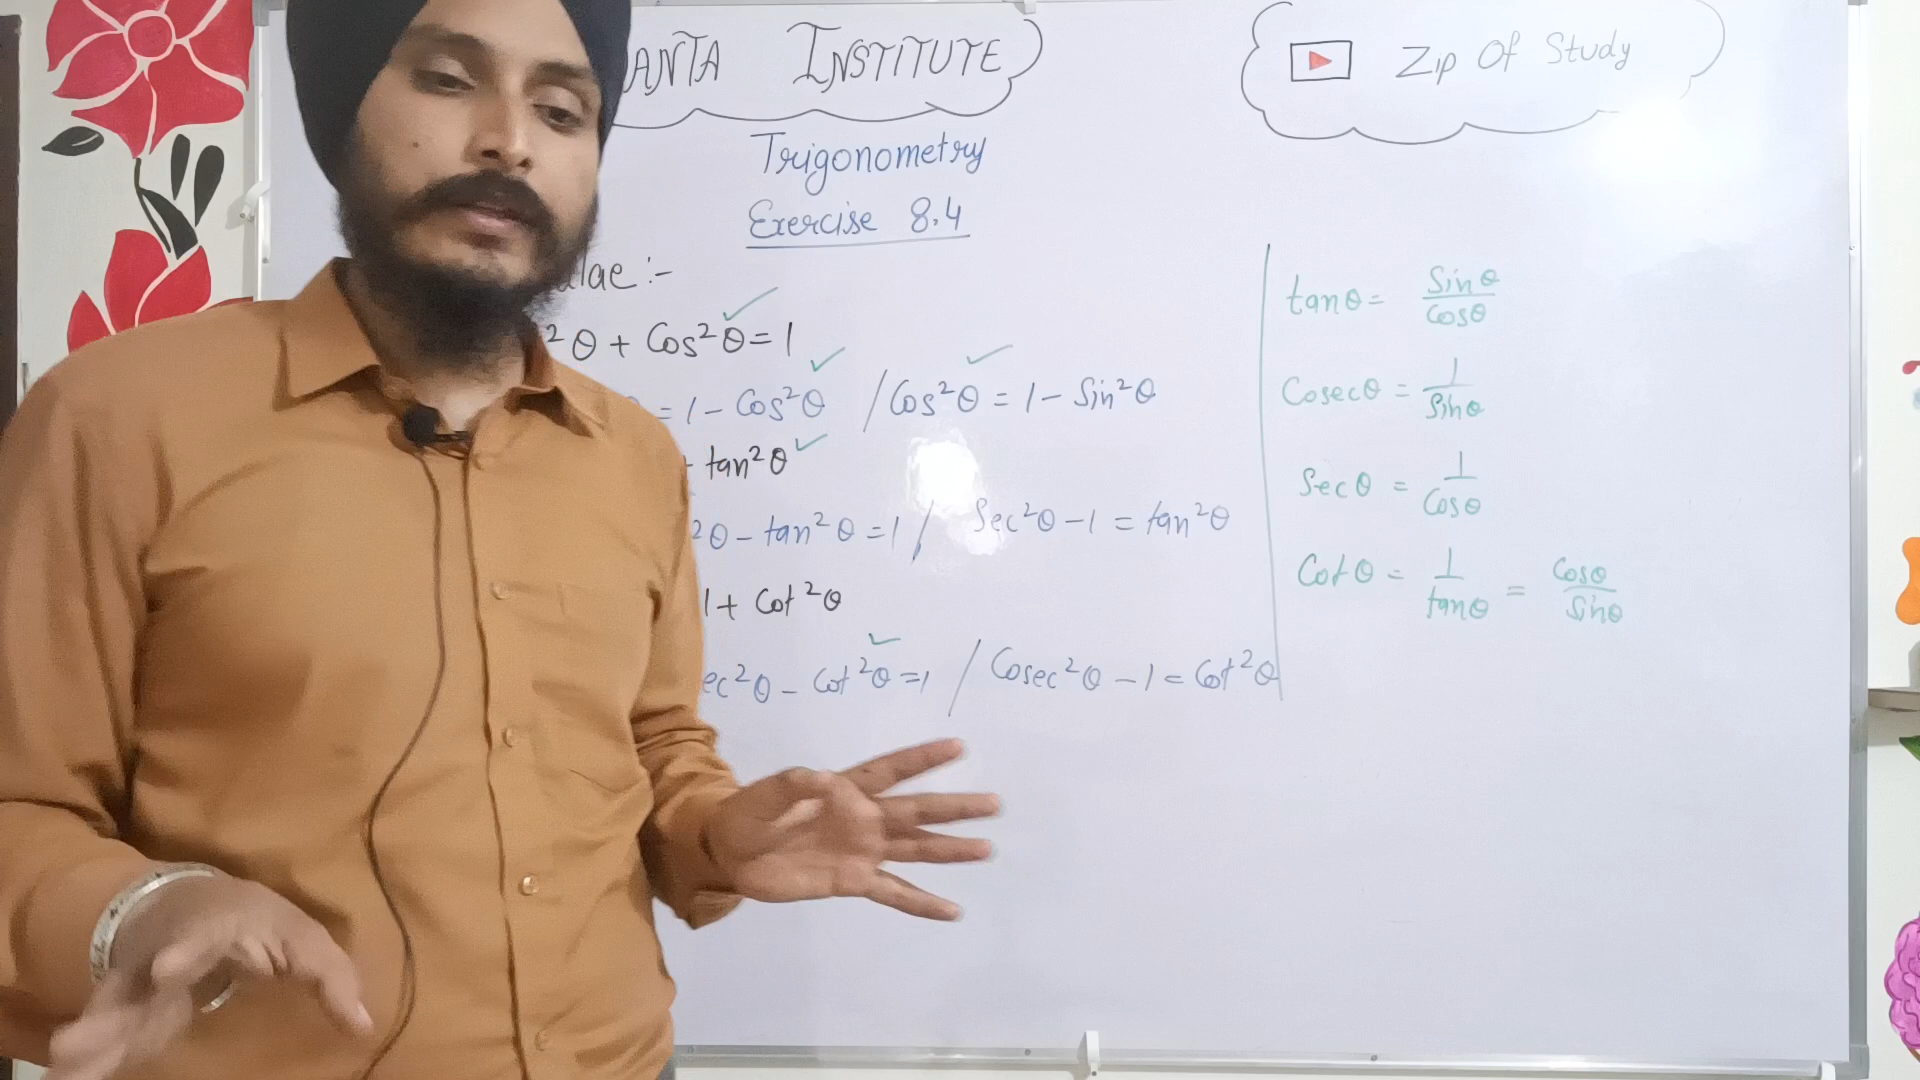 ANTA INSTITUTE
Zip Of Study
Trigonometry
Exercise 8.4
lae :-
²θ + Cos²θ = 1
= 1 - Cos²θ / Cos²θ = 1 - Sin²θ
tan²θ
²θ - tan²θ = 1 / Sec²θ - 1 = tan²θ
1 + Cot²θ
ec²θ - Cot²θ = 1 / Cosec²θ - 1 = Cot²θ
tanθ = Sinθ/Cosθ
Cosecθ = 1/Sinθ
Secθ = 1/Cosθ
Cotθ = 1/tanθ = Cosθ/Sinθ